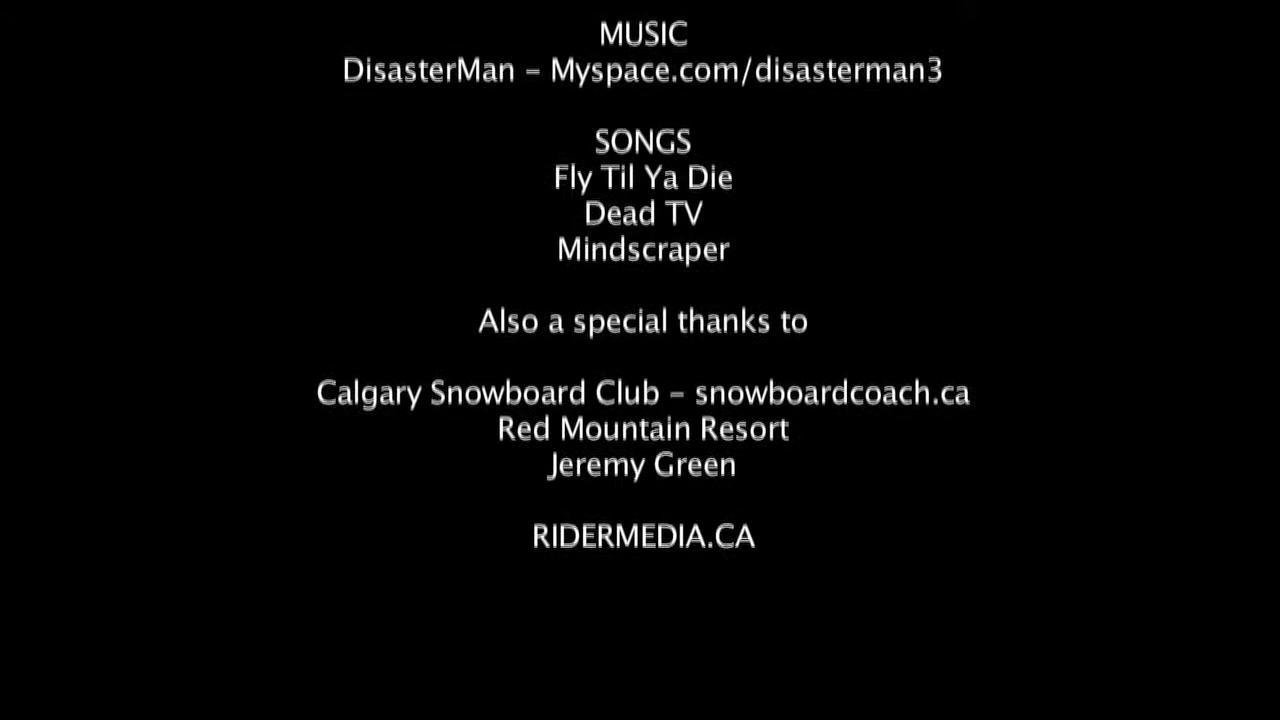 MUSIC
DisasterMan - Myspace.com/disasterman3
SONGS
Fly Til Ya Die
Dead TV
Mindscraper
Also a special thanks to
Calgary Snowboard Club - snowboardcoach.ca
Red Mountain Resort
Jeremy Green
RIDERMEDIA.CA